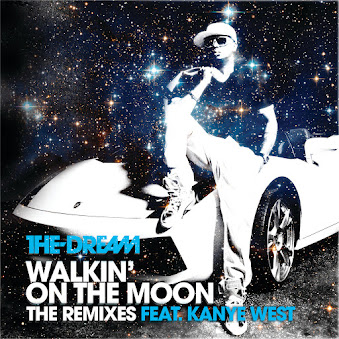 THE-DREAM
WALKIN'
ON THE MOON
THE REMIXES FEAT. KANYE WEST